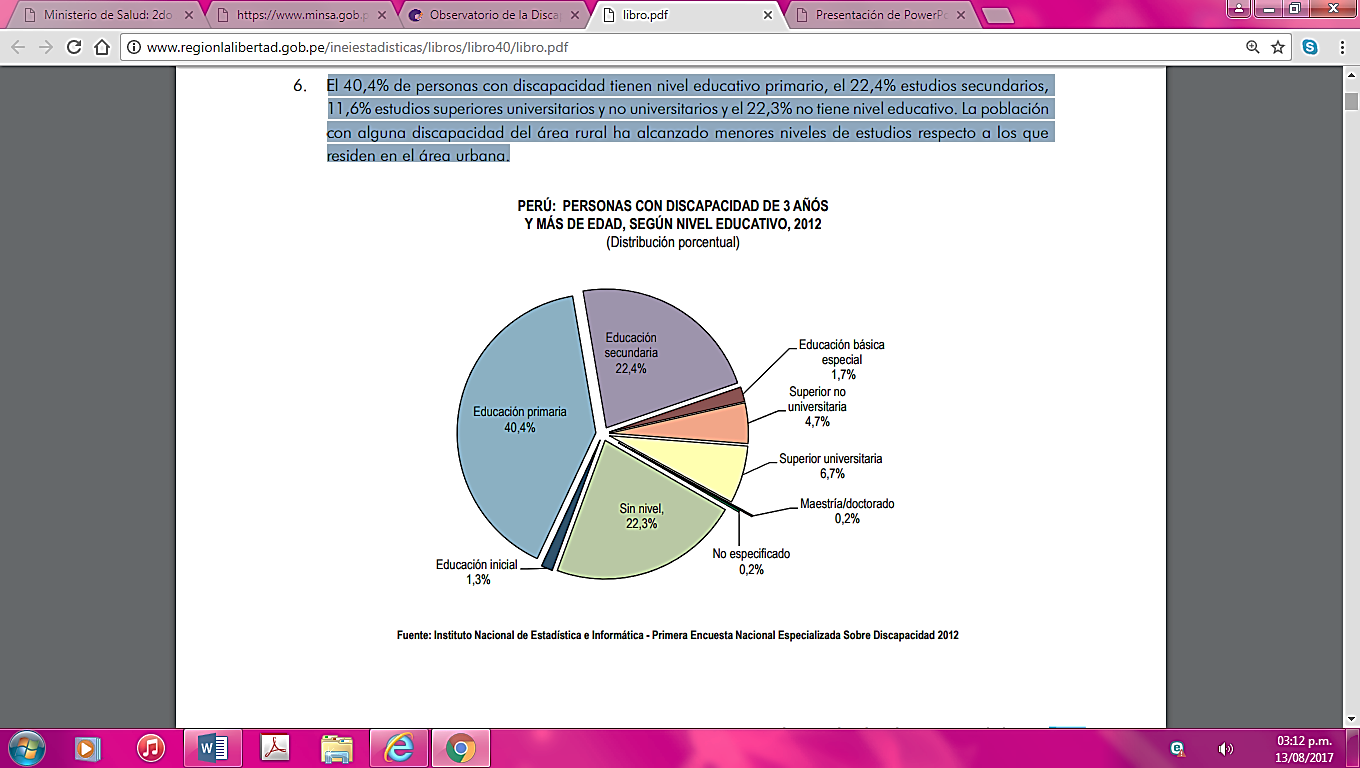 Ministerio de Salud: 2do
https://www.minsa.gob.p
Observatorio de la Disca
libro.pdf
Presentación de PowerPo
www.regionlalibertad.gob.pe/ineiestadisticas/libros/libro40/libro.pdf
6. El 40,4% de personas con discapacidad tienen nivel educativo primario, el 22,4% estudios secundarios,
11,6% estudios superiores universitarios y no universitarios y el 22,3% no tiene nivel educativo. La población
con alguna discapacidad del área rural ha alcanzado menores niveles de estudios respecto a los que
residen en el área urbana.
PERÚ: PERSONAS CON DISCAPACIDAD DE 3 AÑÓS
Y MÁS DE EDAD, SEGÚN NIVEL EDUCATIVO, 2012
(Distribución porcentual)
Educación
secundaria
22,4%
Educación básica
especial
1,7%
Superior no
universitaria
4,7%
Educación primaria
40,4%
Superior universitaria
6,7%
Maestría/doctorado
0,2%
Sin nivel,
22,3%
No especificado
0,2%
Educación inicial
1,3%
Fuente: Instituto Nacional de Estadística e Informática - Primera Encuesta Nacional Especializada Sobre Discapacidad 2012
03:12 p.m.
13/08/2017